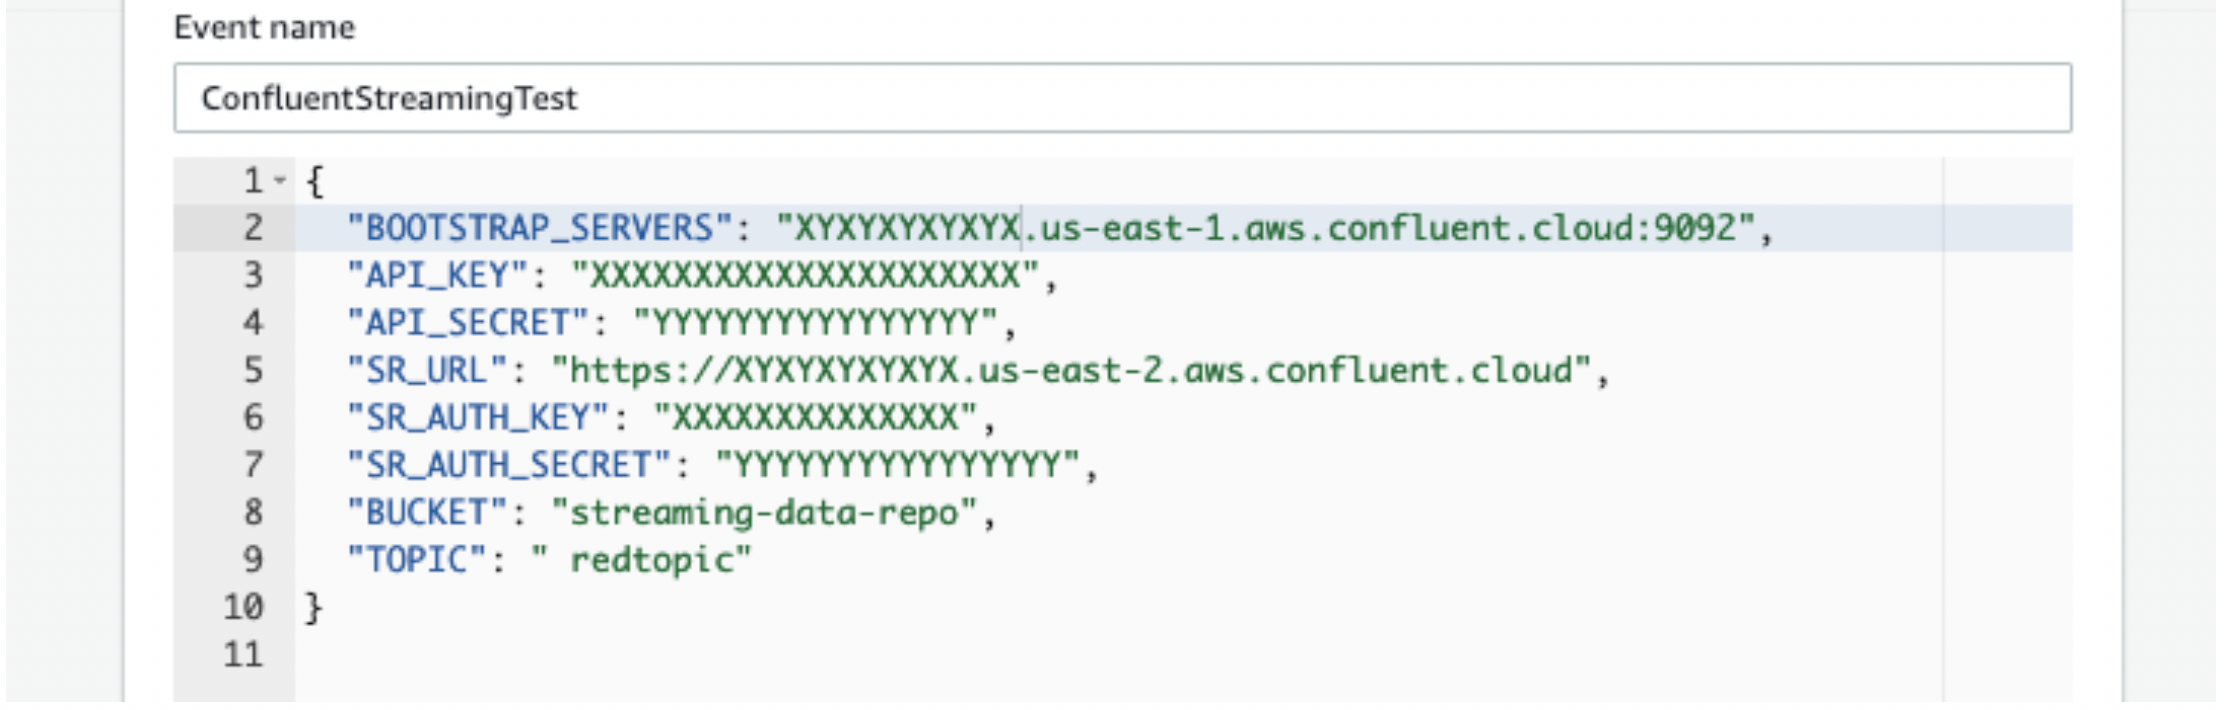 Event name
ConfluentStreamingTest
1 {
2 "BOOTSTRAP_SERVERS": "XYXYXYXYXYX.us-east-1.aws.confluent.cloud:9092",
3 "API_KEY": "XXXXXXXXXXXXXXXXXXXXX",
4 "API_SECRET": "YYYYYYYYYYYYYYYY",
5 "SR_URL": "https://XYXYXYXYXYX.us-east-2.aws.confluent.cloud",
6 "SR_AUTH_KEY": "XXXXXXXXXXXXXX",
7 "SR_AUTH_SECRET": "YYYYYYYYYYYYYYYY",
8 "BUCKET": "streaming-data-repo",
9 "TOPIC": " redtopic"
10 }
11